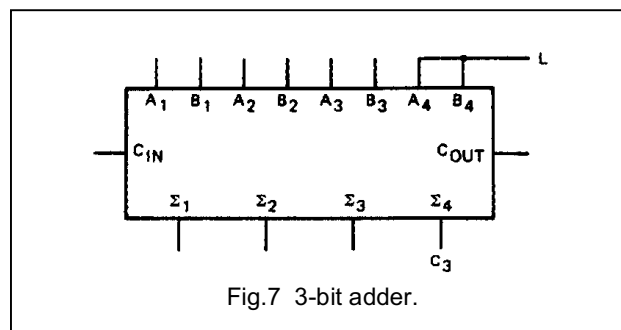 L
A1 B1 A2 B2 A3 B3 A4 B4
CIN COUT
Σ1 Σ2 Σ3 Σ4
C3
Fig.7 3-bit adder.